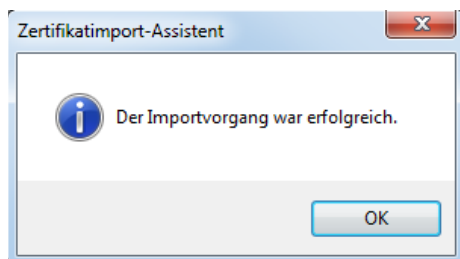 Zertifikatimport-Assistent
Der Importvorgang war erfolgreich.
OK